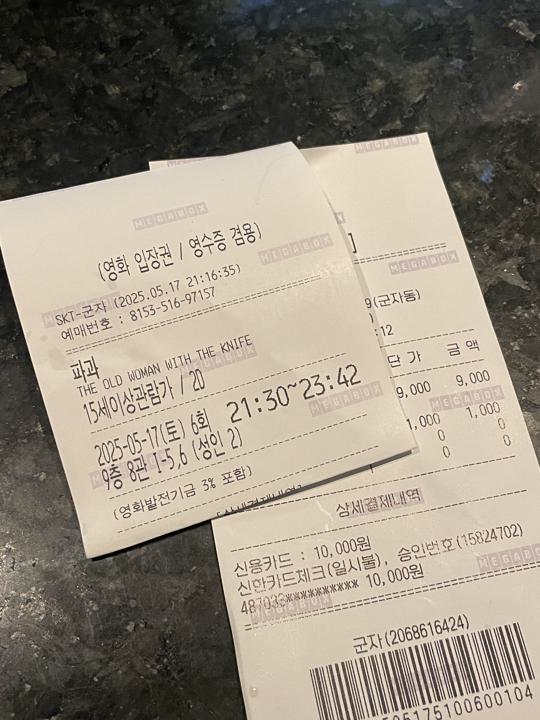 (영화 입장권 / 영수증 겸용)
SKT-군자 (2025.05.17 21:16:35)
예매번호 : 8153-516-97157
파과
THE OLD WOMAN WITH THE KNIFE
15세이상관람가 / 2D
2025-05-17(토) 6회 21:30~23:42
9층 8관 I-5,6 (성인 2)
(영화발전기금 3% 포함)
]
9(군자동)
:12
단 가 금 액
9,000 9,000
1,000 1,000
0 0
0
상세결제내역
신용카드 : 10,000원
신한카드체크(일시불), 승인번호(15824702)
487033********** 10,000원
군자(2068616424)
5175100600104
MEGABOX